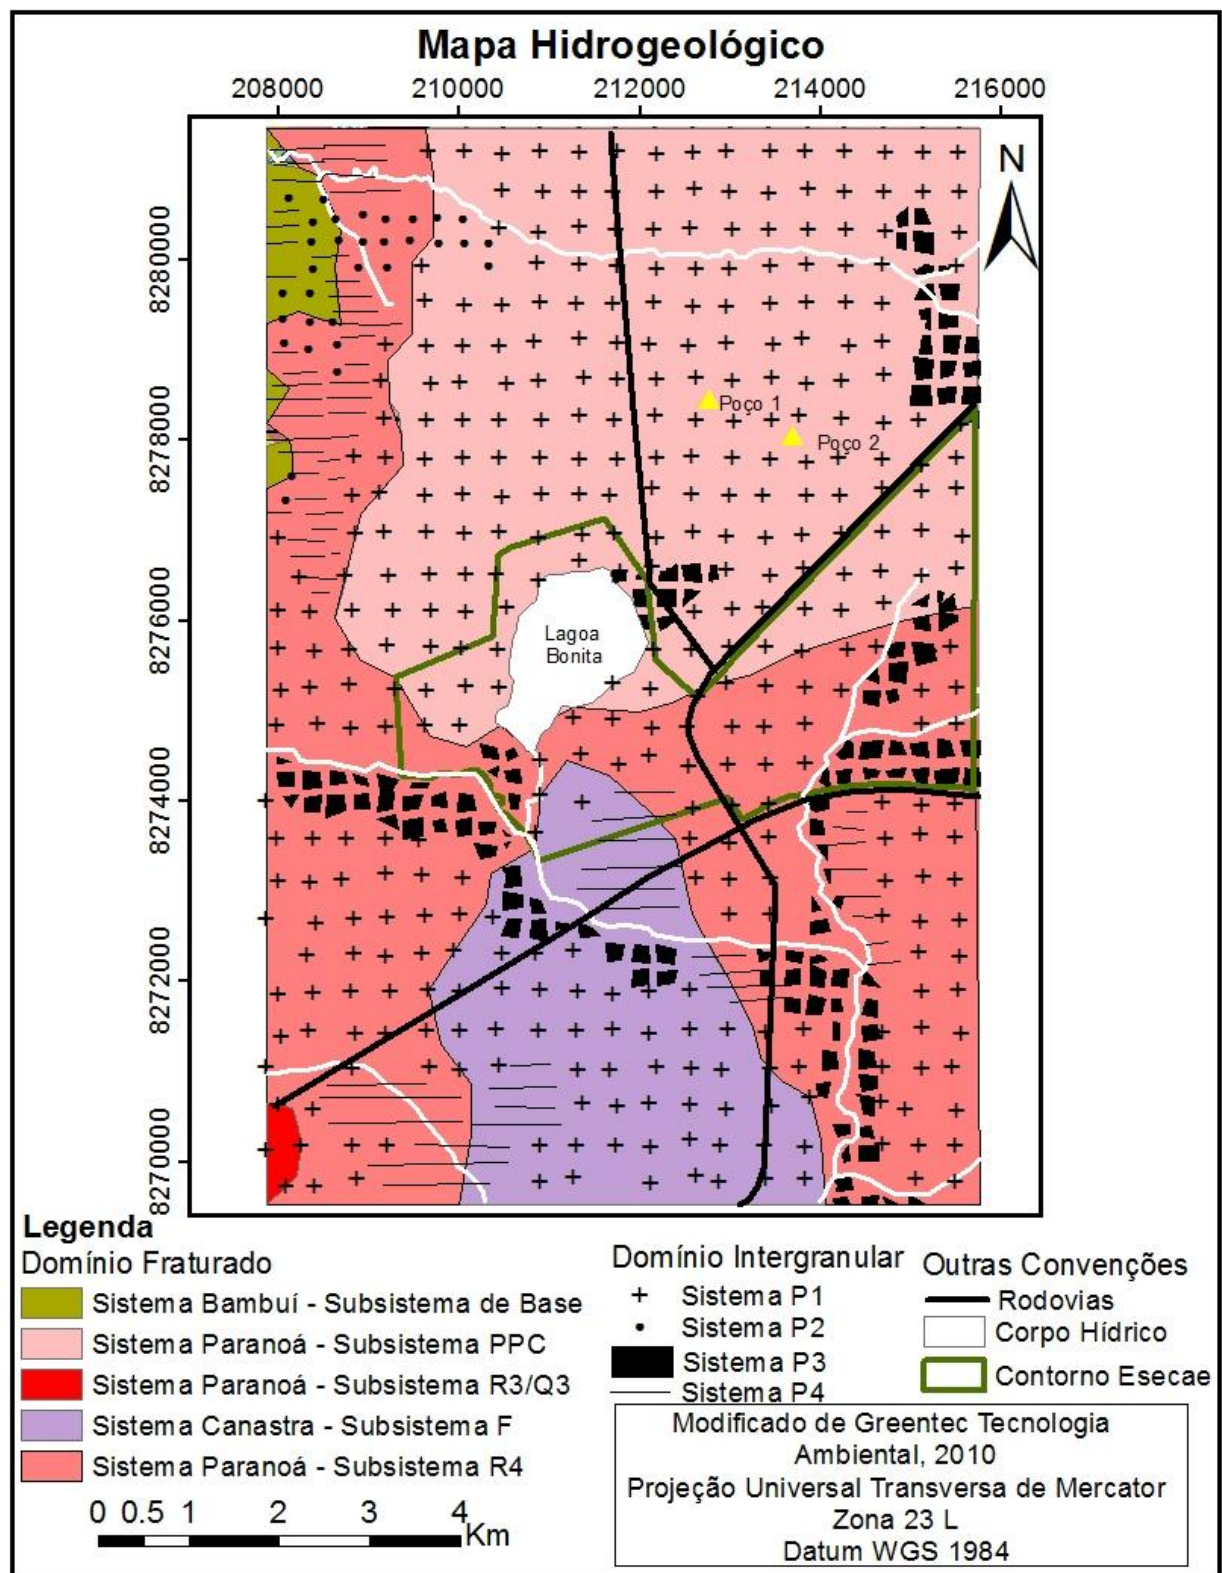 Mapa Hidrogeológico
208000 210000 212000 214000 216000
N
8280000
8278000
8276000
8274000
8272000
8270000
Poço 1
Poço 2
Lagoa
Bonita
Legenda
Domínio Fraturado
Sistema Bambuí - Subsistema de Base
Sistema Paranoá - Subsistema PPC
Sistema Paranoá - Subsistema R3/Q3
Sistema Canastra - Subsistema F
Sistema Paranoá - Subsistema R4
0 0.5 1 2 3 4
Km
Domínio Intergranular
Sistema P1
Sistema P2
Sistema P3
Sistema P4
Outras Convenções
Rodovias
Corpo Hídrico
Contorno Esecae
Modificado de Greentec Tecnologia
Ambiental, 2010
Projeção Universal Transversa de Mercator
Zona 23 L
Datum WGS 1984